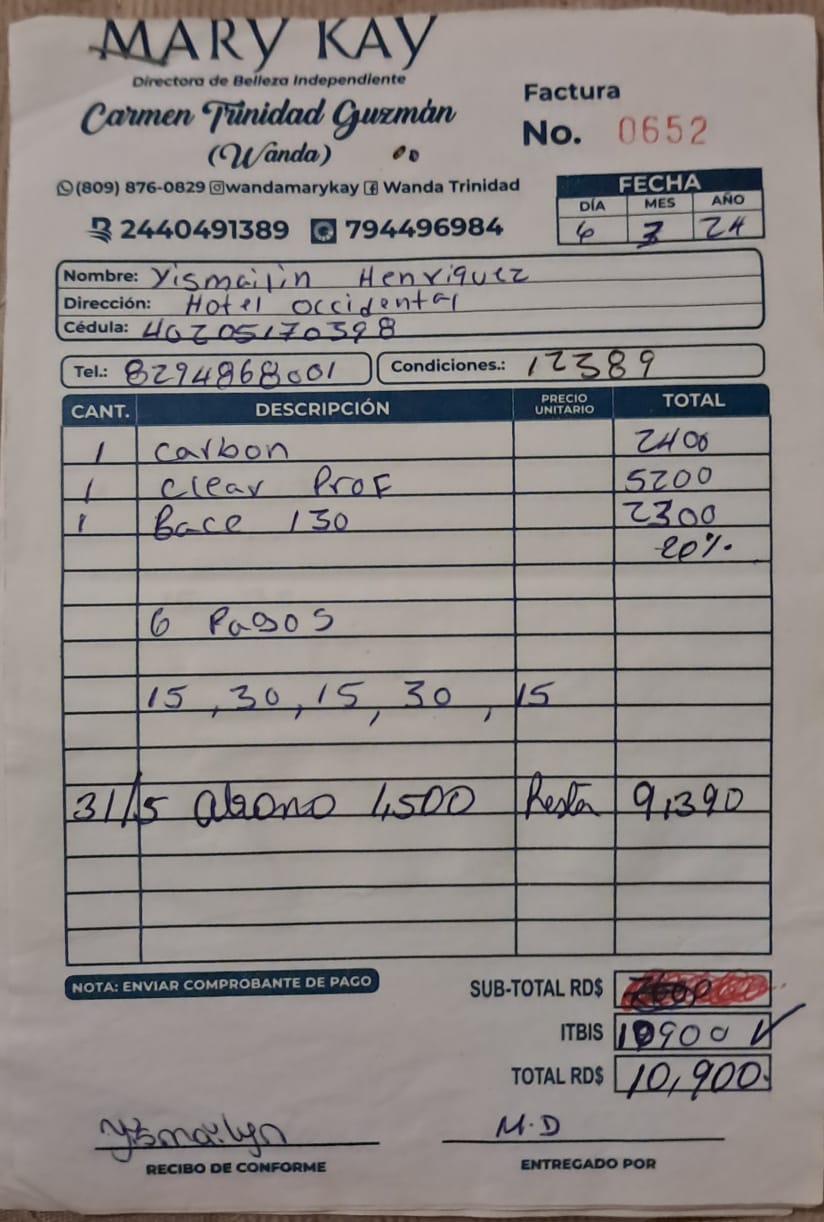 MARY KAY
Directora de Belleza Independiente
Carmen Trinidad Guzmán
(Wanda)
Factura
No. 0652
(809) 876-0829 wandamarykay Wanda Trinidad
2440491389 794496984
FECHA
DÍA MES AÑO
6 3 24
Nombre: Yismailin Henriquez
Dirección: Hotel occidental
Cédula: 40205170398
Tel.: 8294868001 Condiciones.: 12389
CANT. DESCRIPCIÓN PRECIO UNITARIO TOTAL
1 carbon 2400
1 clear Prof 5200
1 Bace 130 2300
20%
6 Pagos
15, 30, 15, 30, 15
31/5 abono 1,500 Resta 9,390
NOTA: ENVIAR COMPROBANTE DE PAGO
SUB-TOTAL RD$
ITBIS 10900
TOTAL RD$ 10,900
Yismailyn M.D
RECIBO DE CONFORME ENTREGADO POR